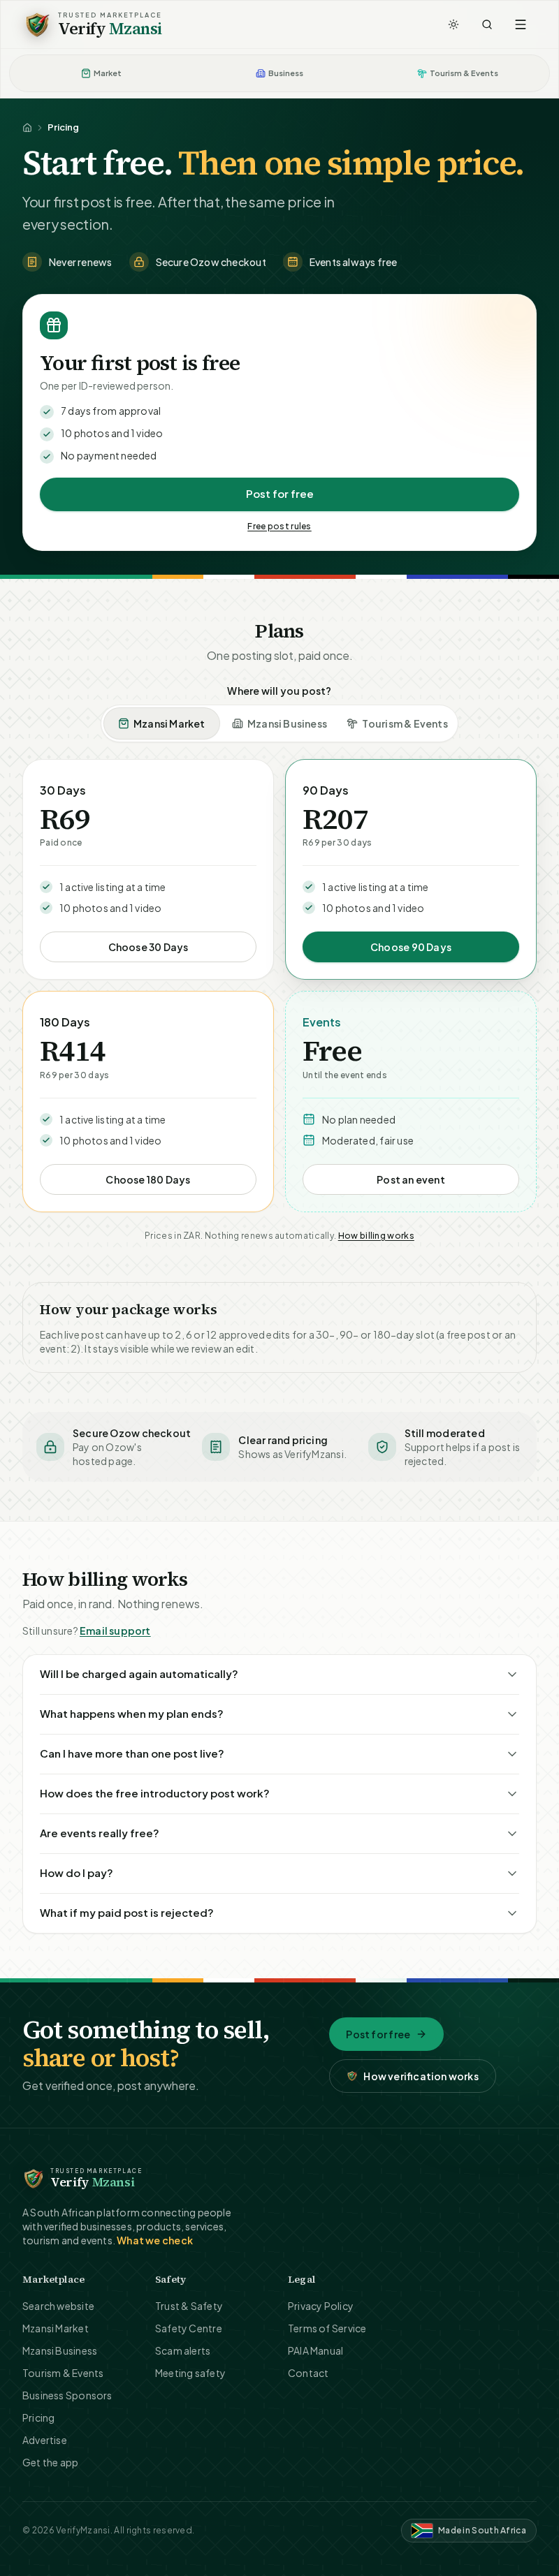 TRUSTED MARKETPLACE
Verify Mzansi
Market
Business
Tourism & Events
Pricing
Start free. Then one simple price.
Your first post is free. After that, the same price in
every section.
Never renews
Secure Ozow checkout
Events always free
Your first post is free
One per ID-reviewed person.
7 days from approval
10 photos and 1 video
No payment needed
Post for free
Free post rules
Plans
One posting slot, paid once.
Where will you post?
Mzansi Market
Mzansi Business
Tourism & Events
30 Days
R69
Paid once
1 active listing at a time
10 photos and 1 video
Choose 30 Days
90 Days
R207
R69 per 30 days
1 active listing at a time
10 photos and 1 video
Choose 90 Days
180 Days
R414
R69 per 30 days
1 active listing at a time
10 photos and 1 video
Choose 180 Days
Events
Free
Until the event ends
No plan needed
Moderated, fair use
Post an event
Prices in ZAR. Nothing renews automatically. How billing works
How your package works
Each live post can have up to 2, 6 or 12 approved edits for a 30-, 90- or 180-day slot (a free post or an
event: 2). It stays visible while we review an edit.
Secure Ozow checkout
Pay on Ozow's
hosted page.
Clear rand pricing
Shows as VerifyMzansi.
Still moderated
Support helps if a post is
rejected.
How billing works
Paid once, in rand. Nothing renews.
Still unsure? Email support
Will I be charged again automatically?
What happens when my plan ends?
Can I have more than one post live?
How does the free introductory post work?
Are events really free?
How do I pay?
What if my paid post is rejected?
Got something to sell,
share or host?
Get verified once, post anywhere.
Post for free
How verification works
TRUSTED MARKETPLACE
Verify Mzansi
A South African platform connecting people
with verified businesses, products, services,
tourism and events. What we check
Marketplace
Search website
Mzansi Market
Mzansi Business
Tourism & Events
Business Sponsors
Pricing
Advertise
Get the app
Safety
Trust & Safety
Safety Centre
Scam alerts
Meeting safety
Legal
Privacy Policy
Terms of Service
PAIA Manual
Contact
© 2026 VerifyMzansi. All rights reserved.
Made in South Africa